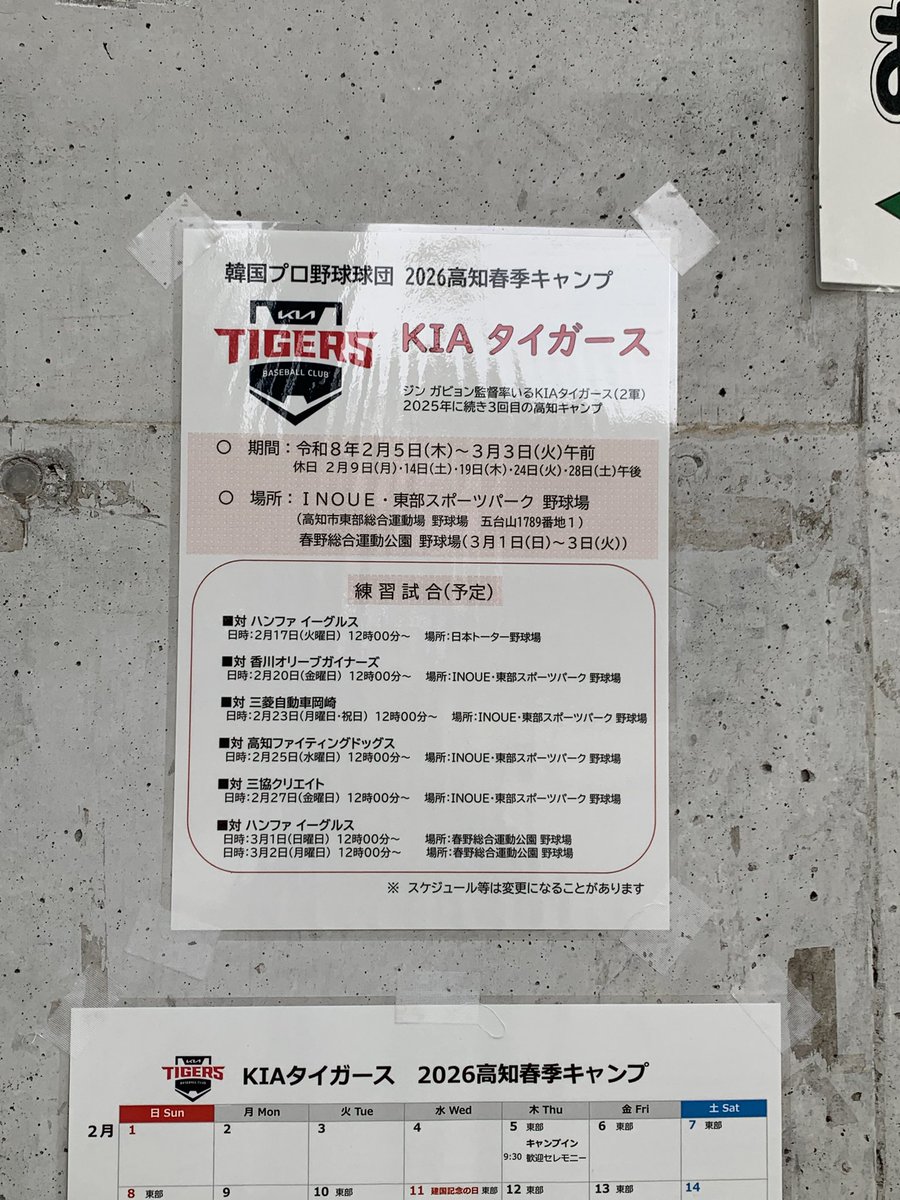 韓国プロ野球球団 2026高知春季キャンプ
KIA
TIGERS
BASEBALL CLUB
KIA タイガース
ジン ガピョン監督率いるKIAタイガース(2軍)
2025年に続き3回目の高知キャンプ
○ 期間：令和８年２月５日(木)～３月３日(火)午前
休日 ２月９日(月)・14日(土)・19日(木)・24日(火)・28日(土)午後
○ 場所：ＩＮＯＵＥ・東部スポーツパーク 野球場
(高知市東部総合運動場 野球場　五台山1789番地１)
春野総合運動公園 野球場(３月１日(日)～３日(火))
練 習 試 合(予定)
■対 ハンファ イーグルス
日時：2月17日(火曜日) 12時00分～ 場所：日本トーター野球場
■対 香川オリーブガイナーズ
日時：2月20日(金曜日) 12時00分～ 場所：INOUE・東部スポーツパーク 野球場
■対 三菱自動車岡崎
日時：2月23日(月曜日・祝日) 12時00分～ 場所：INOUE・東部スポーツパーク 野球場
■対 高知ファイティングドッグス
日時：2月25日(水曜日) 12時00分～ 場所：INOUE・東部スポーツパーク 野球場
■対 三協クリエイト
日時：2月27日(金曜日) 12時00分～ 場所：INOUE・東部スポーツパーク 野球場
■対 ハンファ イーグルス
日時：3月1日(日曜日) 12時00分～ 場所：春野総合運動公園 野球場
日時：3月2日(月曜日) 12時00分～ 場所：春野総合運動公園 野球場
※ スケジュール等は変更になることがあります
KIA
TIGERS
BASEBALL CLUB
KIAタイガース 2026高知春季キャンプ
日 Sun 月 Mon 火 Tue 水 Wed 木 Thu 金 Fri 土 Sat
2月 1 2 3 4 5 東部 6 東部 7 東部
キャンプイン
9:30 歓迎セレモニー
8 東部 9 10 東部 11 建国記念の日 東部 12 東部 13 東部 14